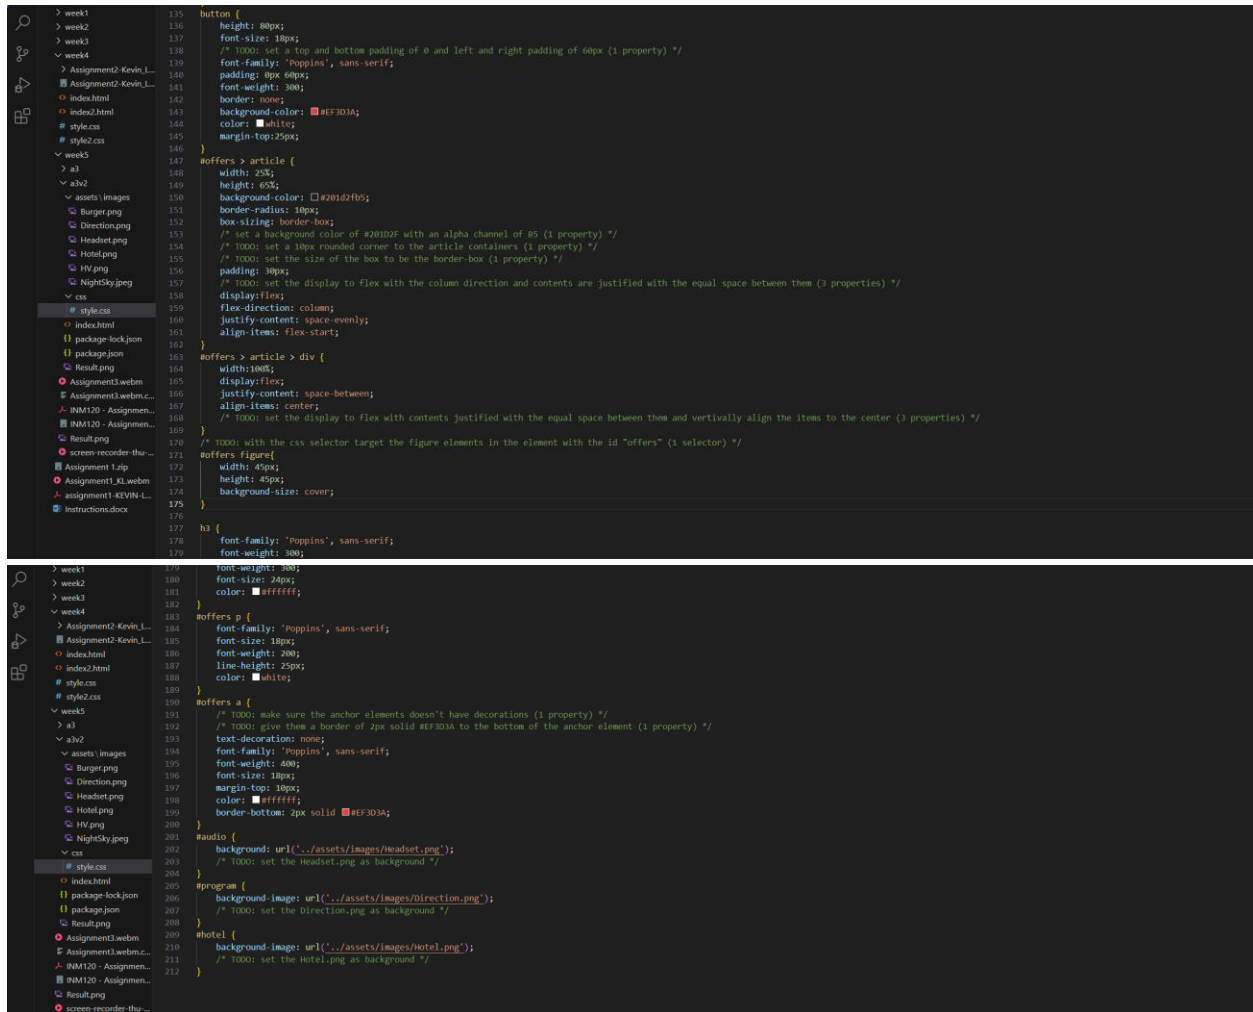 > week1
> week2
> week3
∨ week4
> Assignment2-Kevin_L...
Assignment2-Kevin_L...
<> index.html
<> index2.html
# style.css
# style2.css
∨ week5
> a3
∨ a3v2
∨ assets \ images
Burger.png
Direction.png
Headset.png
Hotel.png
HV.png
NightSky.jpeg
∨ css
# style.css
<> index.html
{} package-lock.json
{} package.json
Result.png
Assignment3.webm
Assignment3.webm.c...
INM120 - Assignmen...
INM120 - Assignmen...
Result.png
screen-recorder-thu-...
Assignment 1.zip
Assignment1_KL.webm
assignment1-KEVIN-L...
Instructions.docx
135 button {
136 height: 80px;
137 font-size: 18px;
138 /* TODO: set a top and bottom padding of 0 and left and right padding of 60px (1 property) */
139 font-family: 'Poppins', sans-serif;
140 padding: 0px 60px;
141 font-weight: 300;
142 border: none;
143 background-color: #EF3D3A;
144 color: white;
145 margin-top:25px;
146 }
147 #offers > article {
148 width: 25%;
149 height: 65%;
150 background-color: #201d2fb5;
151 border-radius: 10px;
152 box-sizing: border-box;
153 /* set a background color of #201D2F with an alpha channel of B5 (1 property) */
154 /* TODO: set a 10px rounded corner to the article containers (1 property) */
155 /* TODO: set the size of the box to be the border-box (1 property) */
156 padding: 30px;
157 /* TODO: set the display to flex with the column direction and contents are justified with the equal space between them (3 properties) */
158 display:flex;
159 flex-direction: column;
160 justify-content: space-evenly;
161 align-items: flex-start;
162 }
163 #offers > article > div {
164 width:100%;
165 display:flex;
166 justify-content: space-between;
167 align-items: center;
168 /* TODO: set the display to flex with contents justified with the equal space between them and vertivally align the items to the center (3 properties) */
169 }
170 /* TODO: with the css selector target the figure elements in the element with the id "offers" (1 selector) */
171 #offers figure{
172 width: 45px;
173 height: 45px;
174 background-size: cover;
175 }
176
177 h3 {
178 font-family: 'Poppins', sans-serif;
179 font-weight: 300;
> week1
> week2
> week3
∨ week4
> Assignment2-Kevin_L...
Assignment2-Kevin_L...
<> index.html
<> index2.html
# style.css
# style2.css
∨ week5
> a3
∨ a3v2
∨ assets \ images
Burger.png
Direction.png
Headset.png
Hotel.png
HV.png
NightSky.jpeg
∨ css
# style.css
<> index.html
{} package-lock.json
{} package.json
Result.png
Assignment3.webm
Assignment3.webm.c...
INM120 - Assignmen...
INM120 - Assignmen...
Result.png
screen-recorder-thu-...
179 font-weight: 300;
180 font-size: 24px;
181 color: #ffffff;
182 }
183 #offers p {
184 font-family: 'Poppins', sans-serif;
185 font-size: 18px;
186 font-weight: 200;
187 line-height: 25px;
188 color: white;
189 }
190 #offers a {
191 /* TODO: make sure the anchor elements doesn't have decorations (1 property) */
192 /* TODO: give them a border of 2px solid #EF3D3A to the bottom of the anchor element (1 property) */
193 text-decoration: none;
194 font-family: 'Poppins', sans-serif;
195 font-weight: 400;
196 font-size: 18px;
197 margin-top: 10px;
198 color: #ffffff;
199 border-bottom: 2px solid #EF3D3A;
200 }
201 #audio {
202 background: url('../assets/images/Headset.png');
203 /* TODO: set the Headset.png as background */
204 }
205 #program {
206 background-image: url('../assets/images/Direction.png');
207 /* TODO: set the Direction.png as background */
208 }
209 #hotel {
210 background-image: url('../assets/images/Hotel.png');
211 /* TODO: set the Hotel.png as background */
212 }